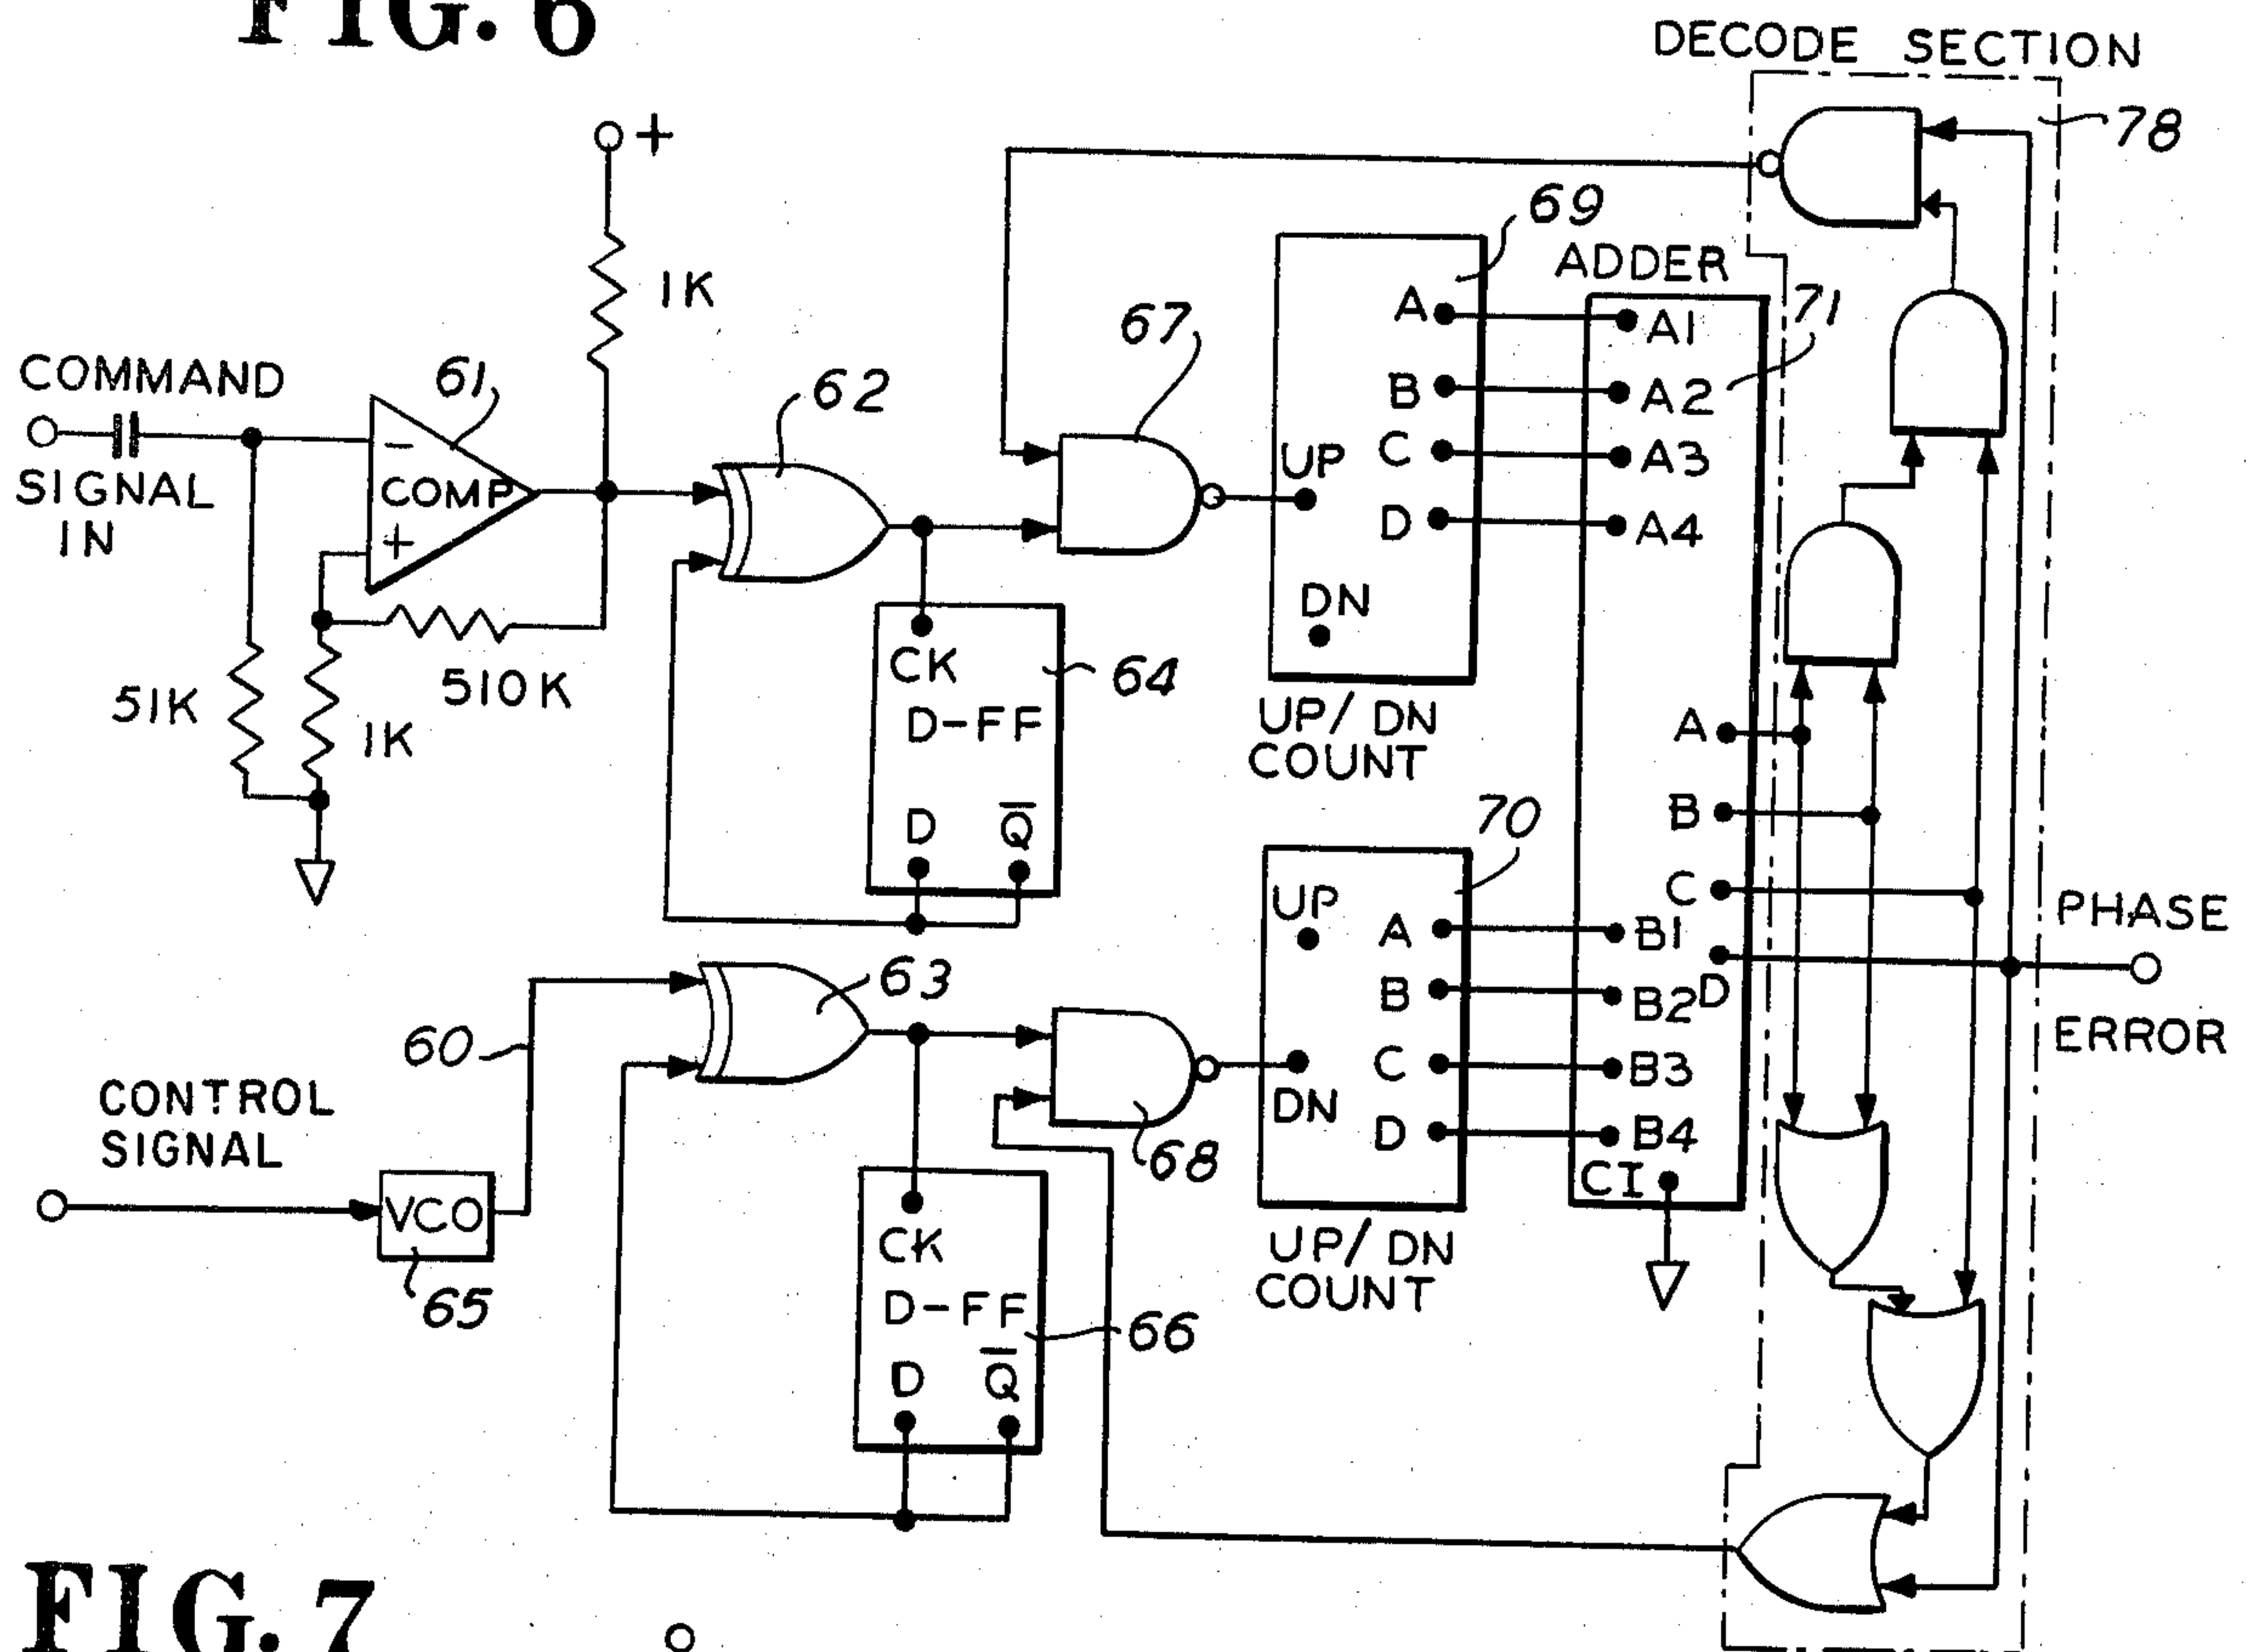 FIG. 6
DECODE SECTION
78
+
1K
69
ADDER
71
67
COMMAND
SIGNAL
IN
61
-
COMP
+
62
A
B
C
D
UP
DN
A1
A2
A3
A4
51K
1K
510K
CK
D-FF
D
Q̅
64
UP/DN
COUNT
70
A
B
C
D
PHASE
ERROR
63
60
CONTROL
SIGNAL
VCO
65
68
UP
DN
A
B
C
D
B1
B2
B3
B4
CI
CK
D-FF
D
Q̅
66
UP/DN
COUNT
FIG. 7